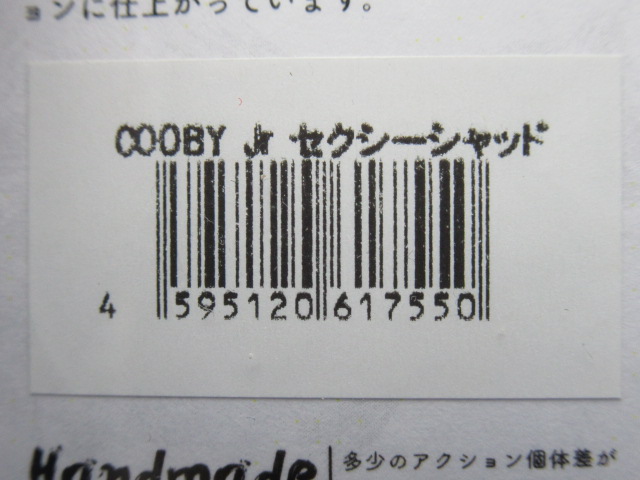 ョンに仕上がっています。
COOBY Jr セクシーシャッド
4 595120 617550
Handmade
多少のアクション個体差が